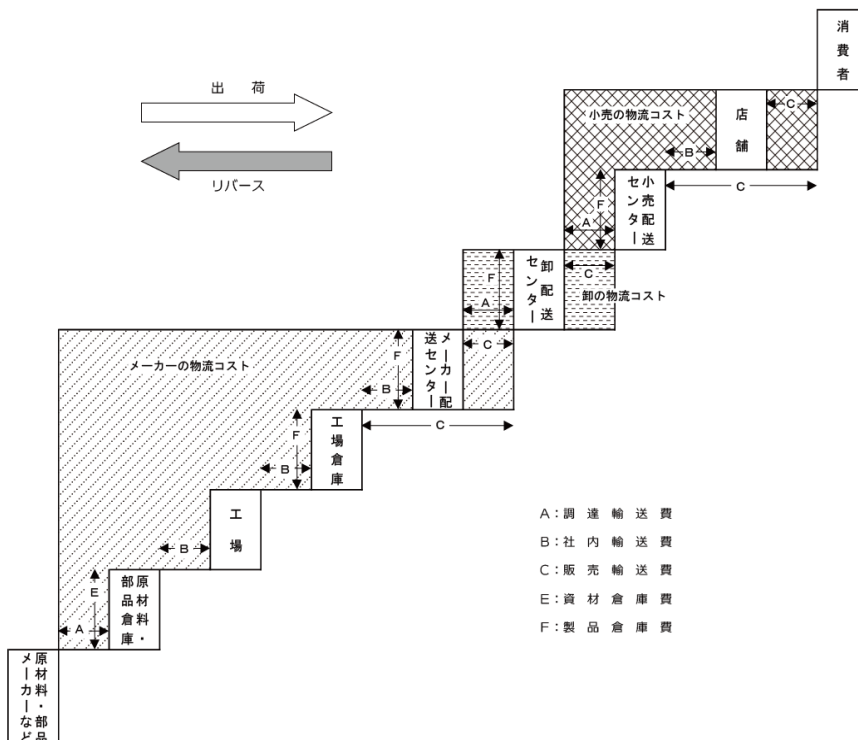 消費者
出　荷
リバース
小売の物流コスト
店舗
C
B
C
小売配送
センター
F
A
卸配送
センター
F
A
C
卸の物流コスト
メーカーの物流コスト
メーカー配
送センター
F
B
C
C
工場倉庫
F
B
工場
B
原材料・
部品倉庫
E
A
原材料・部品
メーカーなど
A：調達輸送費
B：社内輸送費
C：販売輸送費
E：資材倉庫費
F：製品倉庫費